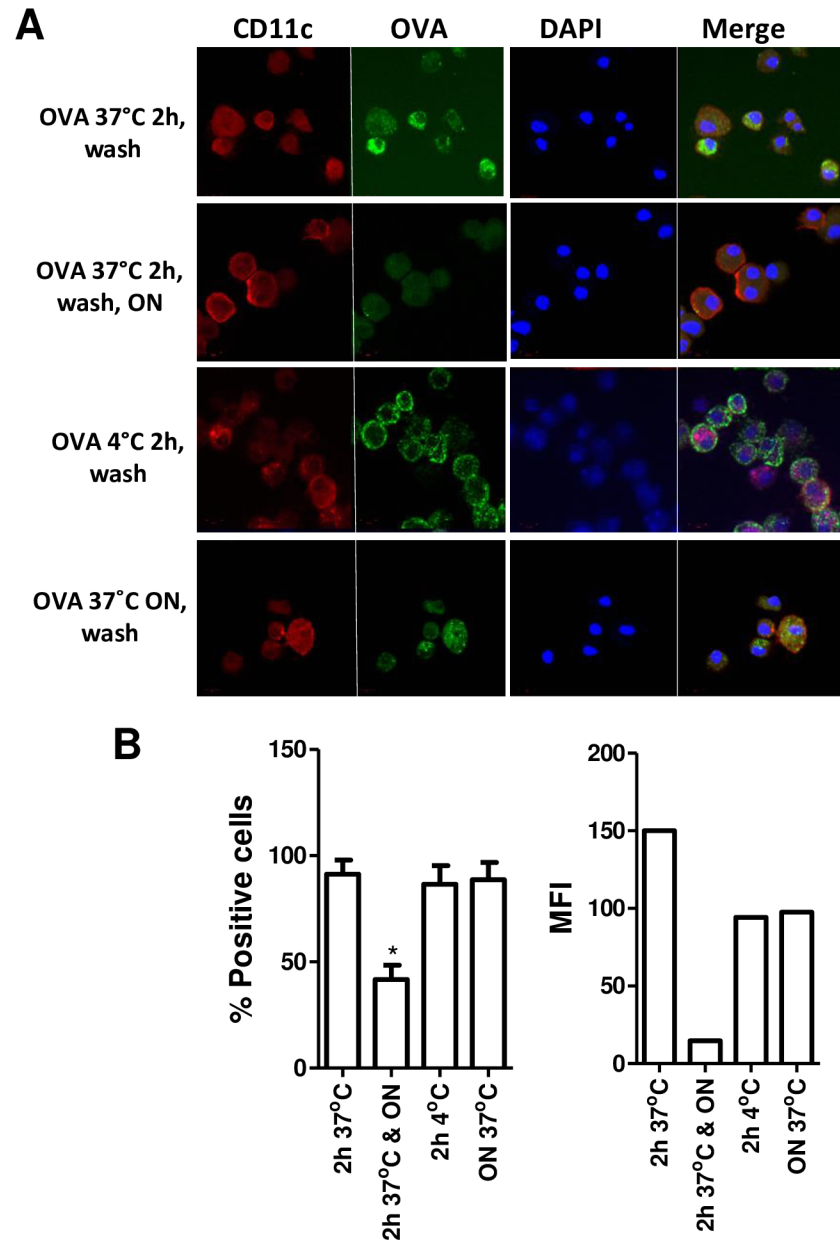 A
CD11c OVA DAPI Merge
OVA 37°C 2h,
wash
OVA 37°C 2h,
wash, ON
OVA 4°C 2h,
wash
OVA 37˚C ON,
wash
B
% Positive cells
150
100
50
0
*
2h 37°C
2h 37°C & ON
2h 4°C
ON 37°C
MFI
200
150
100
50
0
2h 37°C
2h 37°C & ON
2h 4°C
ON 37°C